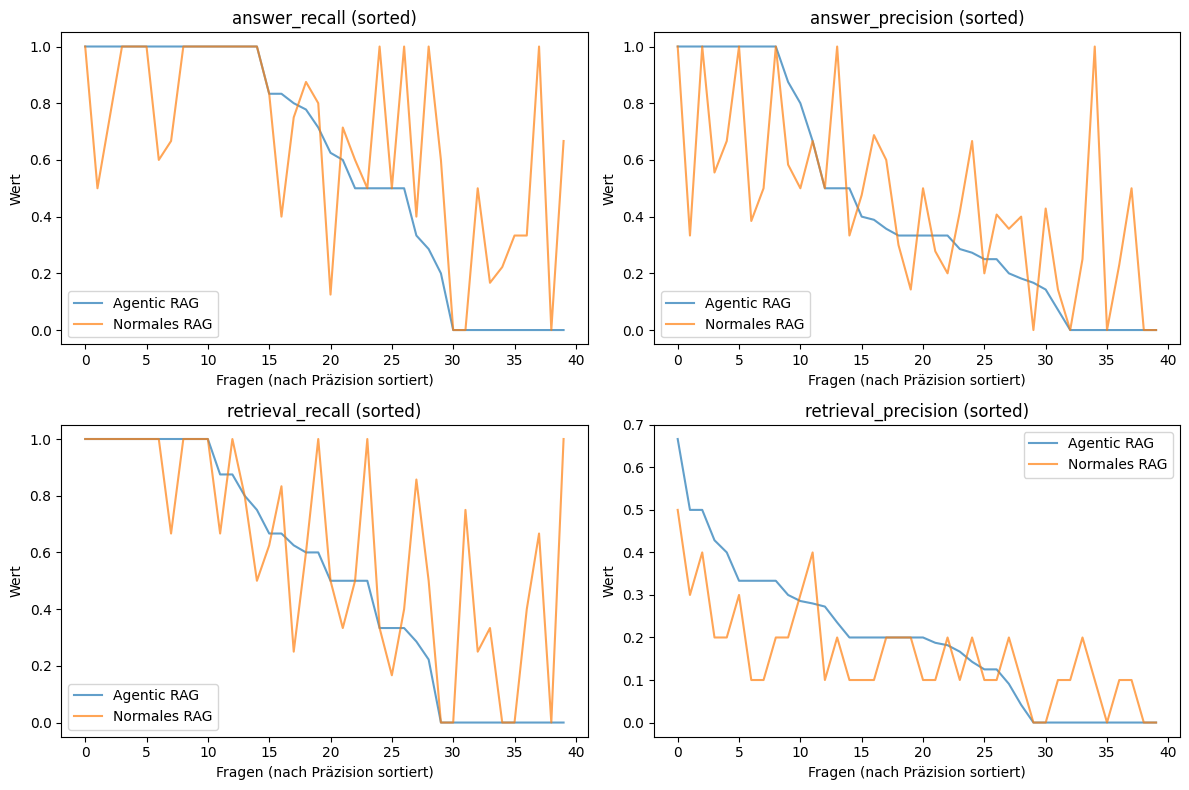 answer_recall (sorted)
Wert
1.0
0.8
0.6
0.4
0.2
0.0
Agentic RAG
Normales RAG
0 5 10 15 20 25 30 35 40
Fragen (nach Präzision sortiert)
answer_precision (sorted)
Wert
1.0
0.8
0.6
0.4
0.2
0.0
Agentic RAG
Normales RAG
0 5 10 15 20 25 30 35 40
Fragen (nach Präzision sortiert)
retrieval_recall (sorted)
Wert
1.0
0.8
0.6
0.4
0.2
0.0
Agentic RAG
Normales RAG
0 5 10 15 20 25 30 35 40
Fragen (nach Präzision sortiert)
retrieval_precision (sorted)
Wert
0.7
0.6
0.5
0.4
0.3
0.2
0.1
0.0
Agentic RAG
Normales RAG
0 5 10 15 20 25 30 35 40
Fragen (nach Präzision sortiert)